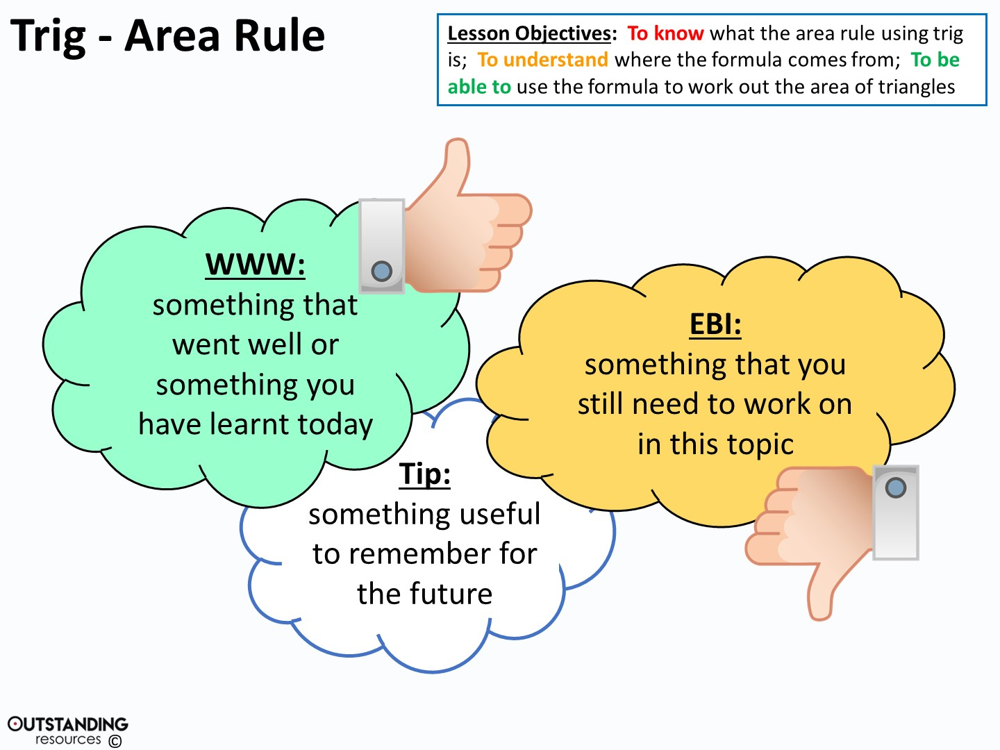 Trig - Area Rule
Lesson Objectives:  To know what the area rule using trig
is;  To understand where the formula comes from;  To be
able to use the formula to work out the area of triangles
WWW:
something that
went well or
something you
have learnt today
EBI:
something that you
still need to work on
in this topic
Tip:
something useful
to remember for
the future
OUTSTANDING
resources ©